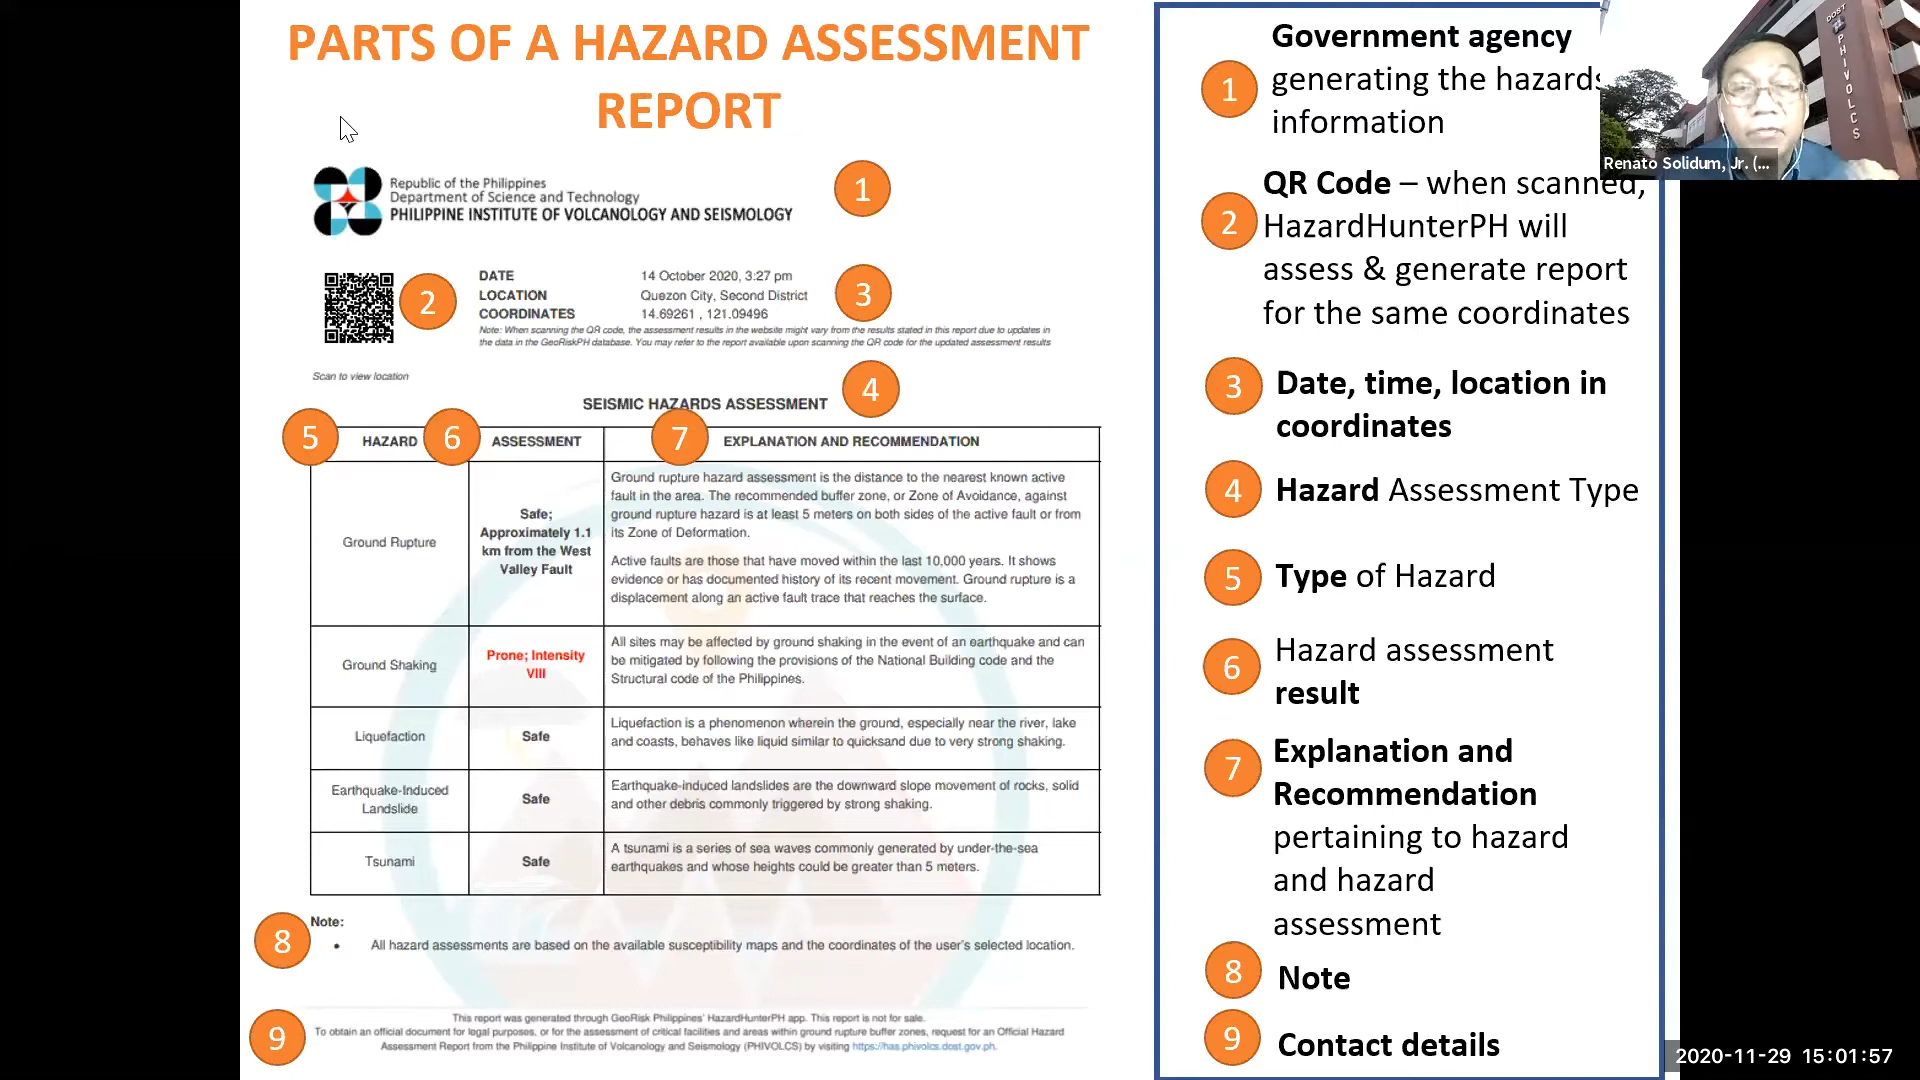 PARTS OF A HAZARD ASSESSMENT
REPORT
Republic of the Philippines
Department of Science and Technology
PHILIPPINE INSTITUTE OF VOLCANOLOGY AND SEISMOLOGY
1
2
DATE 14 October 2020, 3:27 pm
LOCATION Quezon City, Second District
COORDINATES 14.69261 , 121.09496
3
Note: When scanning the QR code, the assessment results in the website might vary from the results stated in this report due to updates in
the data in the GeoRiskPH database. You may refer to the report available upon scanning the QR code for the updated assessment results
Scan to view location
SEISMIC HAZARDS ASSESSMENT
4
5 HAZARD 6 ASSESSMENT 7 EXPLANATION AND RECOMMENDATION
Ground Rupture
Safe;
Approximately 1.1
km from the West
Valley Fault
Ground rupture hazard assessment is the distance to the nearest known active
fault in the area. The recommended buffer zone, or Zone of Avoidance, against
ground rupture hazard is at least 5 meters on both sides of the active fault or from
its Zone of Deformation.
Active faults are those that have moved within the last 10,000 years. It shows
evidence or has documented history of its recent movement. Ground rupture is a
displacement along an active fault trace that reaches the surface.
Ground Shaking
Prone; Intensity
VIII
All sites may be affected by ground shaking in the event of an earthquake and can
be mitigated by following the provisions of the National Building code and the
Structural code of the Philippines.
Liquefaction
Safe
Liquefaction is a phenomenon wherein the ground, especially near the river, lake
and coasts, behaves like liquid similar to quicksand due to very strong shaking.
Earthquake-Induced
Landslide
Safe
Earthquake-induced landslides are the downward slope movement of rocks, solid
and other debris commonly triggered by strong shaking.
Tsunami
Safe
A tsunami is a series of sea waves commonly generated by under-the-sea
earthquakes and whose heights could be greater than 5 meters.
8
Note:
• All hazard assessments are based on the available susceptibility maps and the coordinates of the user's selected location.
9
This report was generated through GeoRisk Philippines' HazardHunterPH app. This report is not for sale.
To obtain an official document for legal purposes, or for the assessment of critical facilities and areas within ground rupture buffer zones, request for an Official Hazard
Assessment Report from the Philippine Institute of Volcanology and Seismology (PHIVOLCS) by visiting https://has.phivolcs.dost.gov.ph.
1
Government agency
generating the hazards
information
2
QR Code – when scanned,
HazardHunterPH will
assess & generate report
for the same coordinates
3
Date, time, location in
coordinates
4
Hazard Assessment Type
5
Type of Hazard
6
Hazard assessment
result
7
Explanation and
Recommendation
pertaining to hazard
and hazard
assessment
8
Note
9
Contact details
DOST
PHIVOLCS
Renato Solidum, Jr. (...
2020-11-29 15:01:57